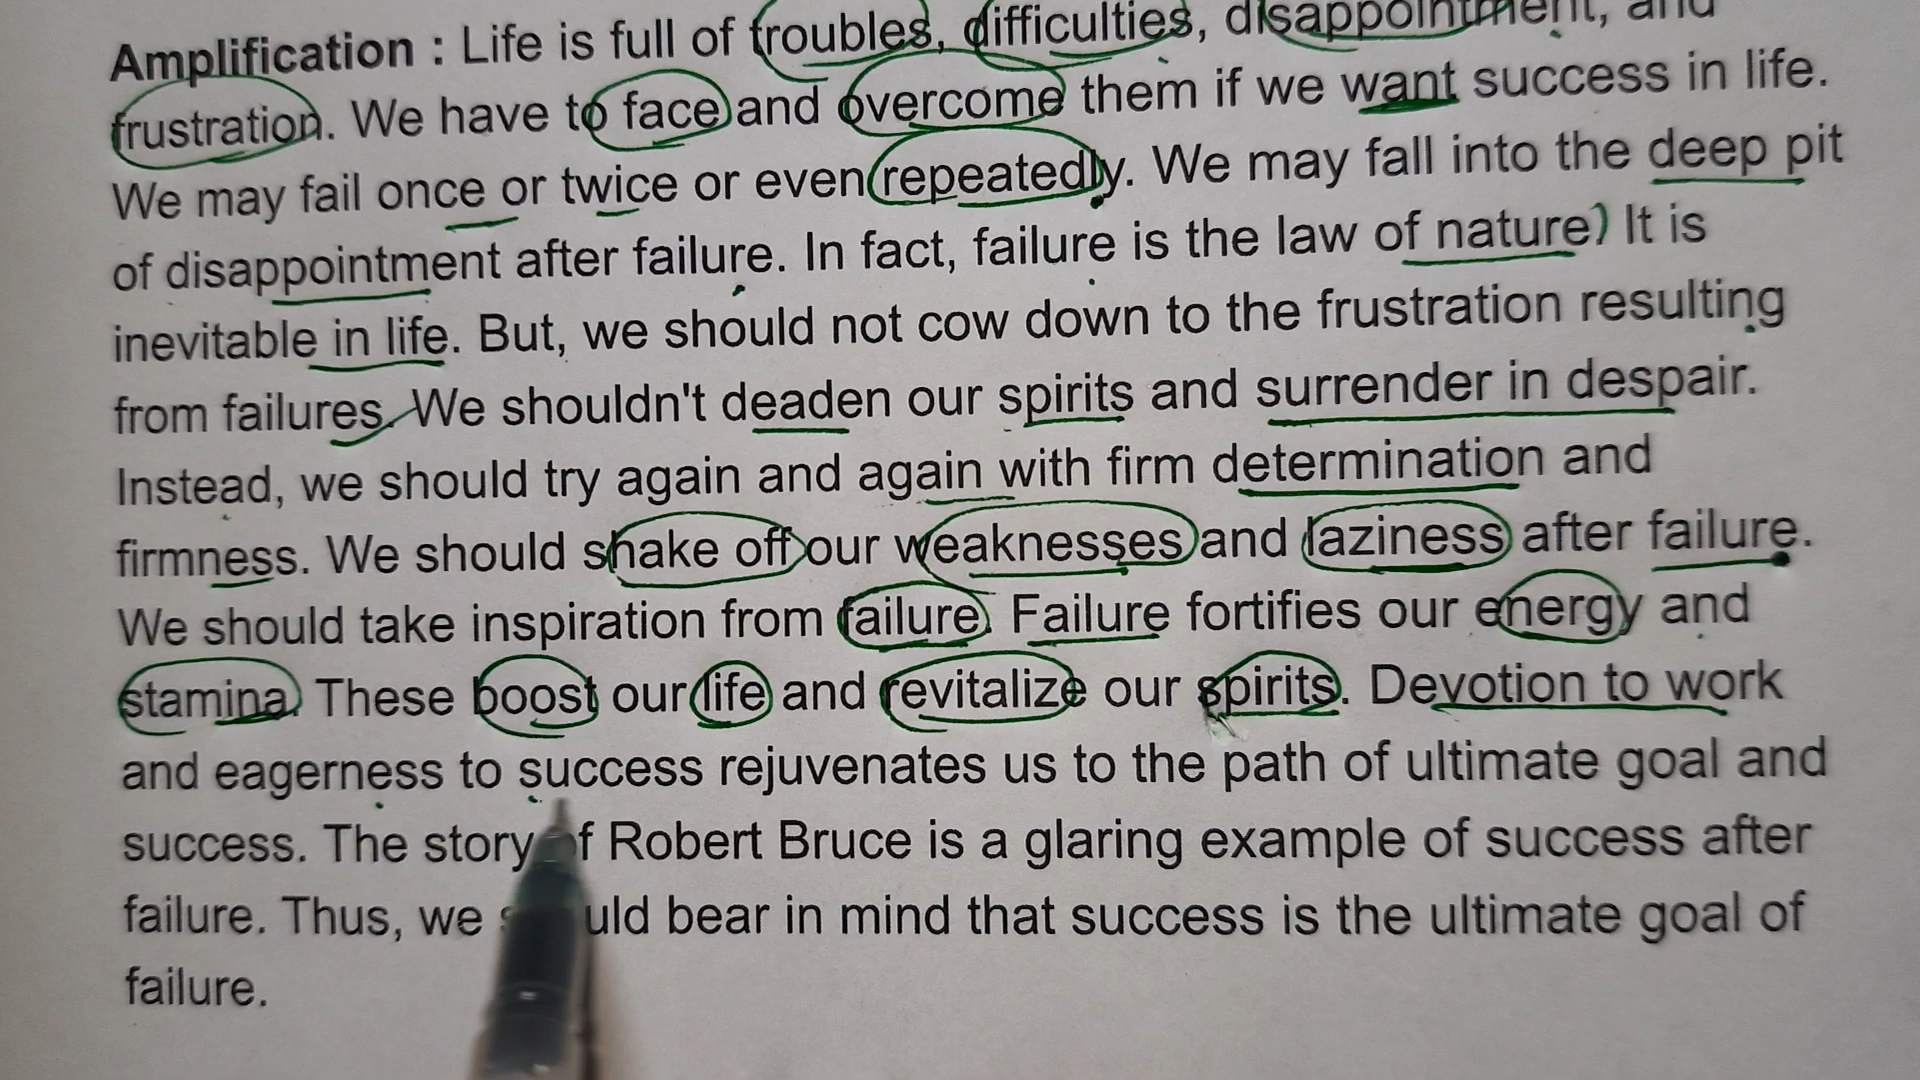 Amplification : Life is full of troubles, difficulties, disappointment, and
frustration. We have to face and overcome them if we want success in life.
We may fail once or twice or even repeatedly. We may fall into the deep pit
of disappointment after failure. In fact, failure is the law of nature) It is
inevitable in life. But, we should not cow down to the frustration resulting
from failures. We shouldn't deaden our spirits and surrender in despair.
Instead, we should try again and again with firm determination and
firmness. We should shake off our weaknesses and laziness after failure.
We should take inspiration from failure. Failure fortifies our energy and
stamina. These boost our life and revitalize our spirits. Devotion to work
and eagerness to success rejuvenates us to the path of ultimate goal and
success. The story of Robert Bruce is a glaring example of success after
failure. Thus, we should bear in mind that success is the ultimate goal of
failure.